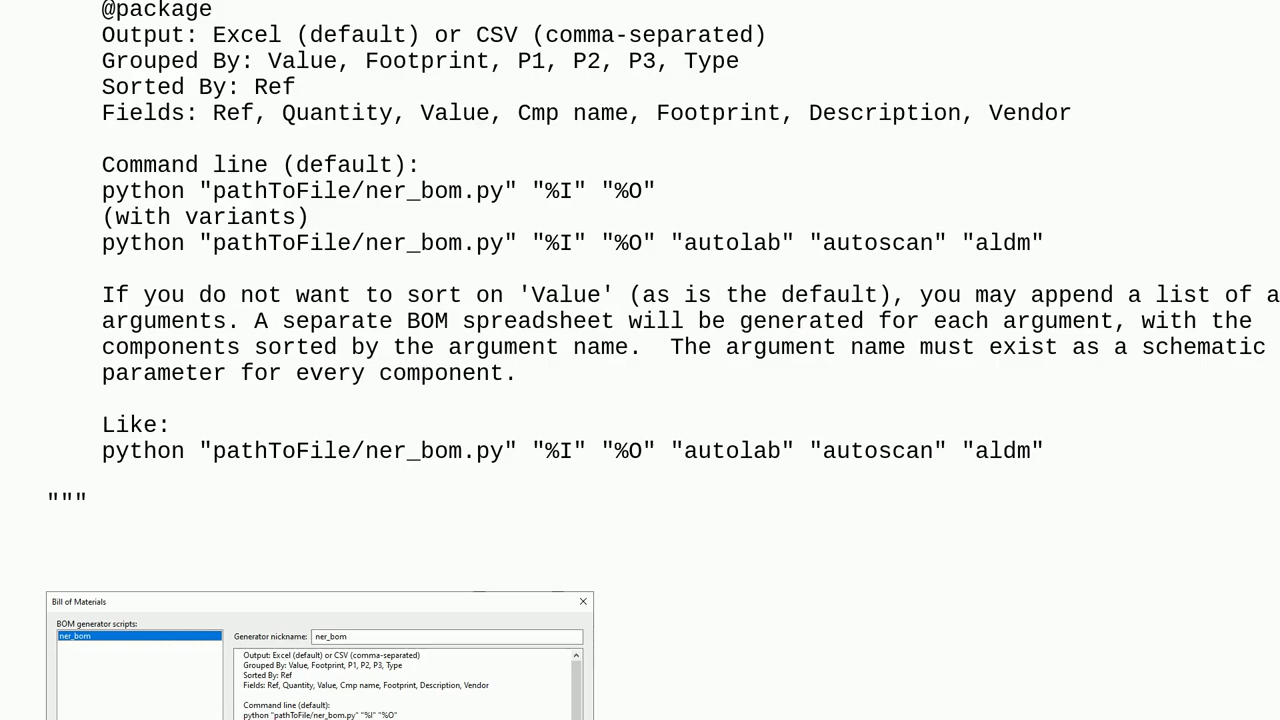 @package
Output: Excel (default) or CSV (comma-separated)
Grouped By: Value, Footprint, P1, P2, P3, Type
Sorted By: Ref
Fields: Ref, Quantity, Value, Cmp name, Footprint, Description, Vendor
Command line (default):
python "pathToFile/ner_bom.py" "%I" "%O"
(with variants)
python "pathToFile/ner_bom.py" "%I" "%O" "autolab" "autoscan" "aldm"
If you do not want to sort on 'Value' (as is the default), you may append a list of a
arguments. A separate BOM spreadsheet will be generated for each argument, with the
components sorted by the argument name.  The argument name must exist as a schematic
parameter for every component.
Like:
python "pathToFile/ner_bom.py" "%I" "%O" "autolab" "autoscan" "aldm"
"""
Bill of Materials
BOM generator scripts:
ner_bom
Generator nickname: ner_bom
Output: Excel (default) or CSV (comma-separated)
Grouped By: Value, Footprint, P1, P2, P3, Type
Sorted By: Ref
Fields: Ref, Quantity, Value, Cmp name, Footprint, Description, Vendor
Command line (default):
python "pathToFile/ner_bom.py" "%I" "%O"